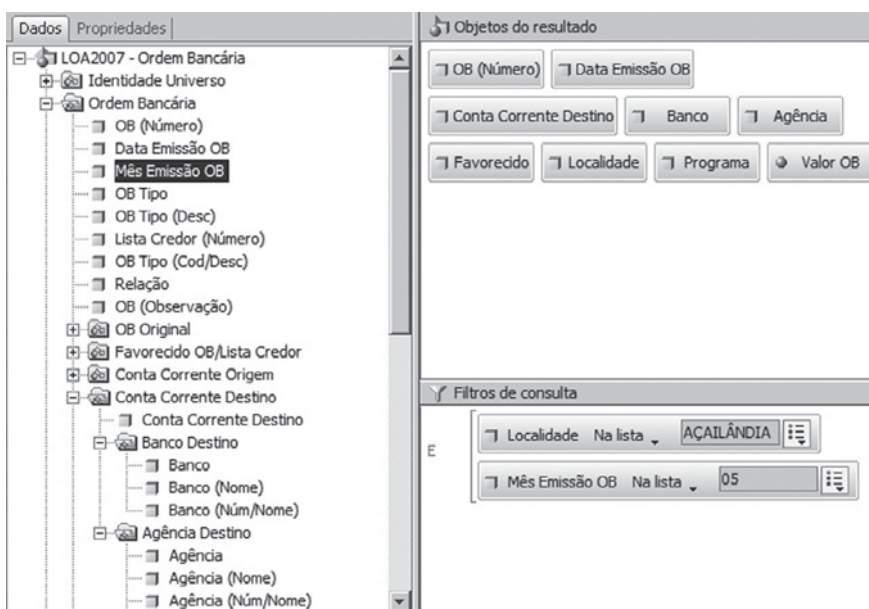 Dados Propriedades
LOA2007 - Ordem Bancária
Identidade Universo
Ordem Bancária
OB (Número)
Data Emissão OB
Mês Emissão OB
OB Tipo
OB Tipo (Desc)
Lista Credor (Número)
OB Tipo (Cod/Desc)
Relação
OB (Observação)
OB Original
Favorecido OB/Lista Credor
Conta Corrente Origem
Conta Corrente Destino
Conta Corrente Destino
Banco Destino
Banco
Banco (Nome)
Banco (Núm/Nome)
Agência Destino
Agência
Agência (Nome)
Agência (Núm/Nome)
Objetos do resultado
OB (Número) Data Emissão OB
Conta Corrente Destino Banco Agência
Favorecido Localidade Programa Valor OB
Filtros de consulta
E
Localidade Na lista AÇAILÂNDIA
Mês Emissão OB Na lista 05